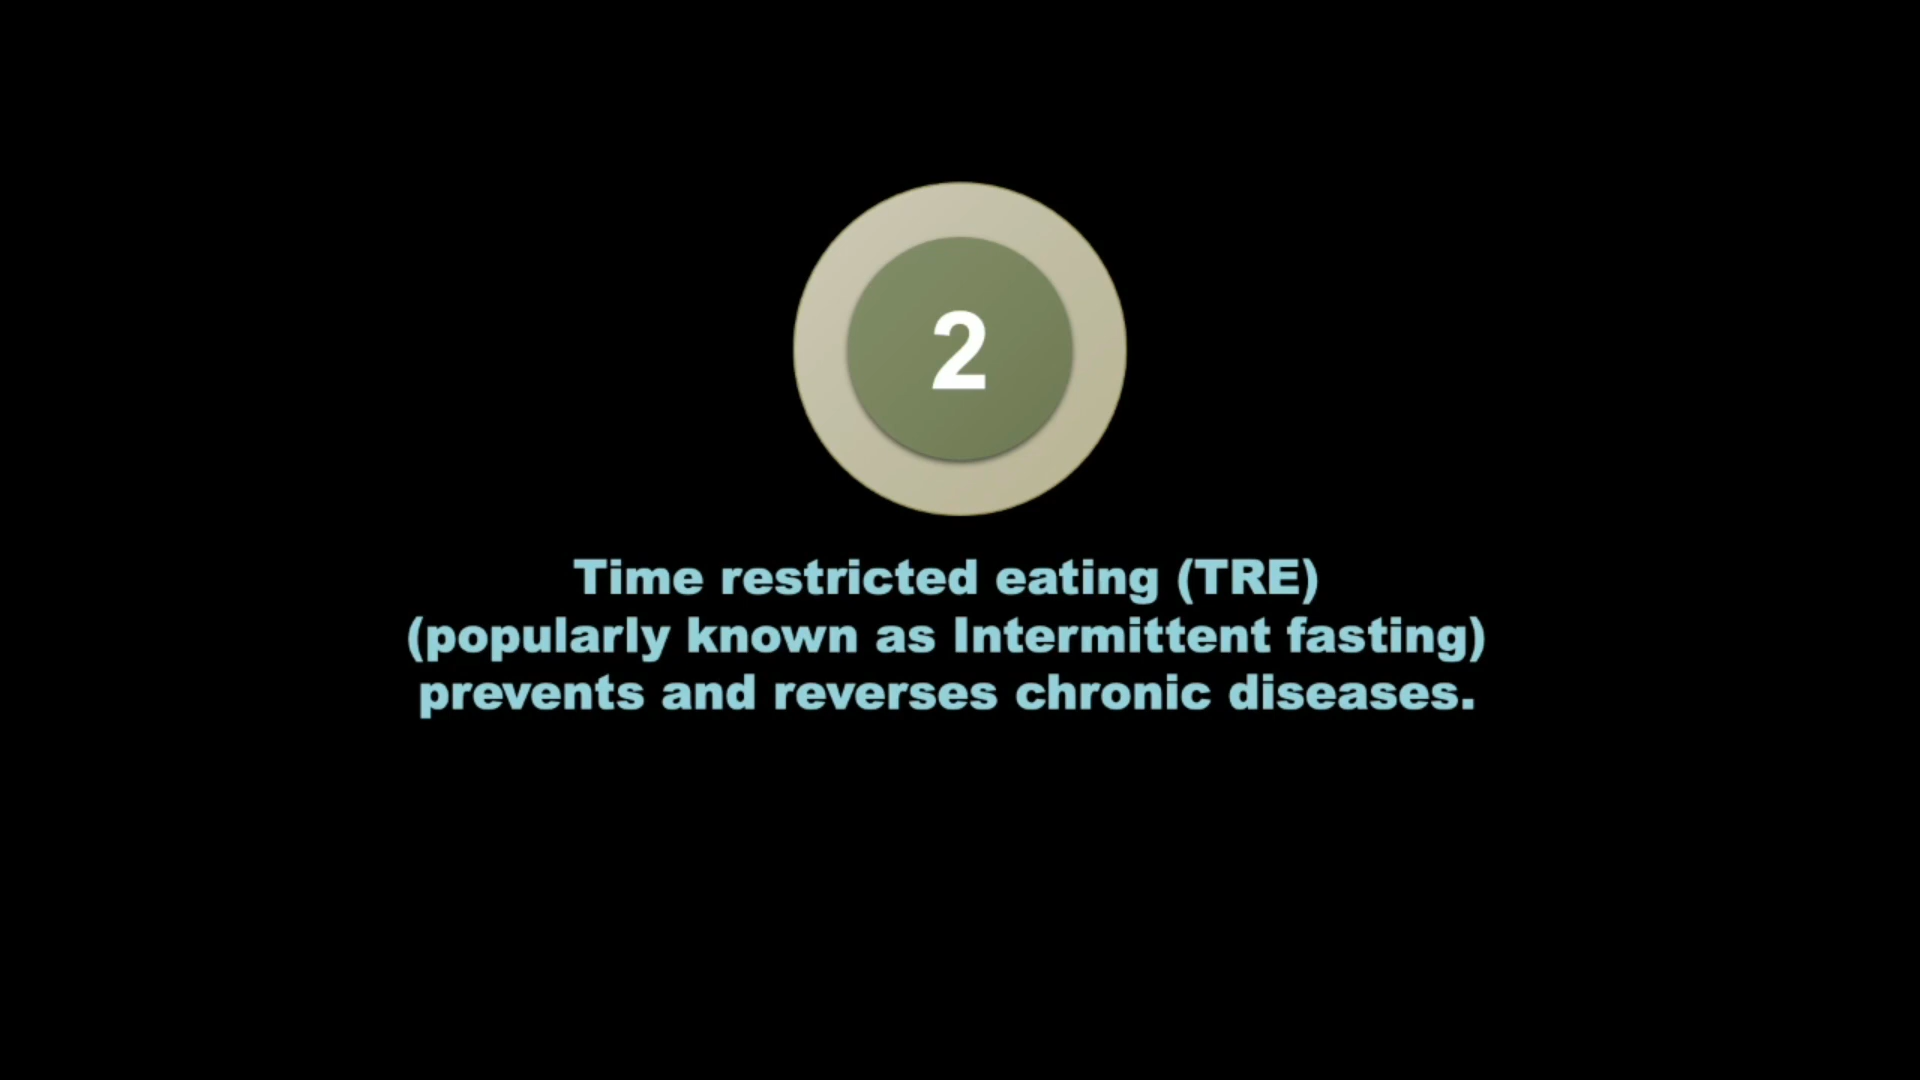 2
Time restricted eating (TRE)
(popularly known as Intermittent fasting)
prevents and reverses chronic diseases.